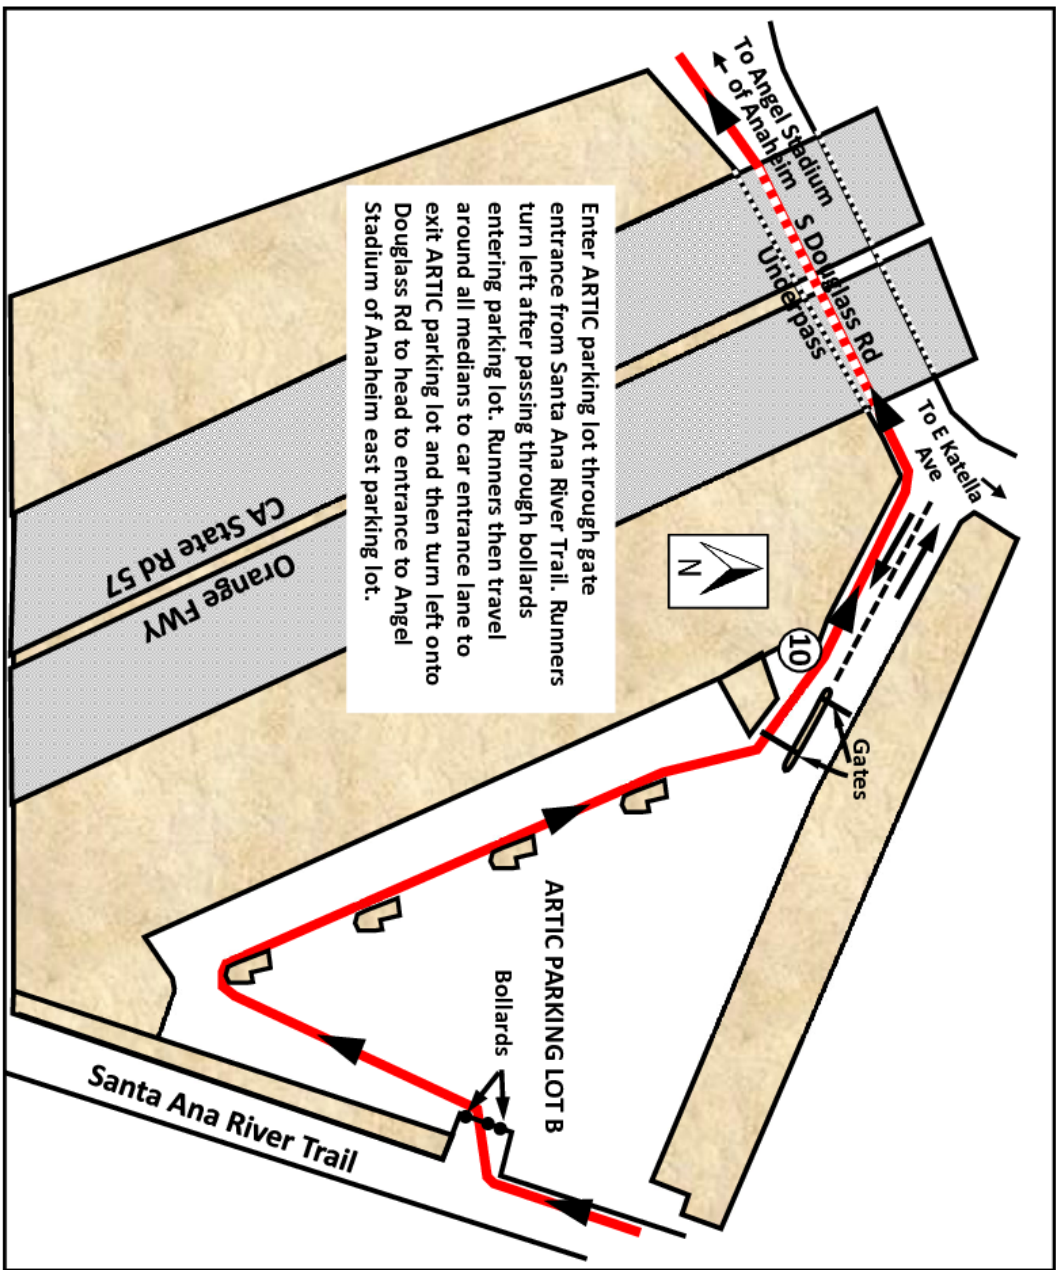 To Angel Stadium
of Anaheim
S Douglass Rd
Underpass
To E Katella
Ave
Enter ARTIC parking lot through gate
entrance from Santa Ana River Trail. Runners
turn left after passing through bollards
entering parking lot. Runners then travel
around all medians to car entrance lane to
exit ARTIC parking lot and then turn left onto
Douglass Rd to head to entrance to Angel
Stadium of Anaheim east parking lot.
N
10
Gates
CA State Rd 57
Orange FWY
ARTIC PARKING LOT B
Bollards
Santa Ana River Trail